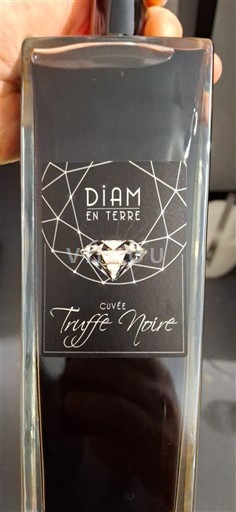 DiAM
EN TERRE
CUVÉE
Truffe Noire